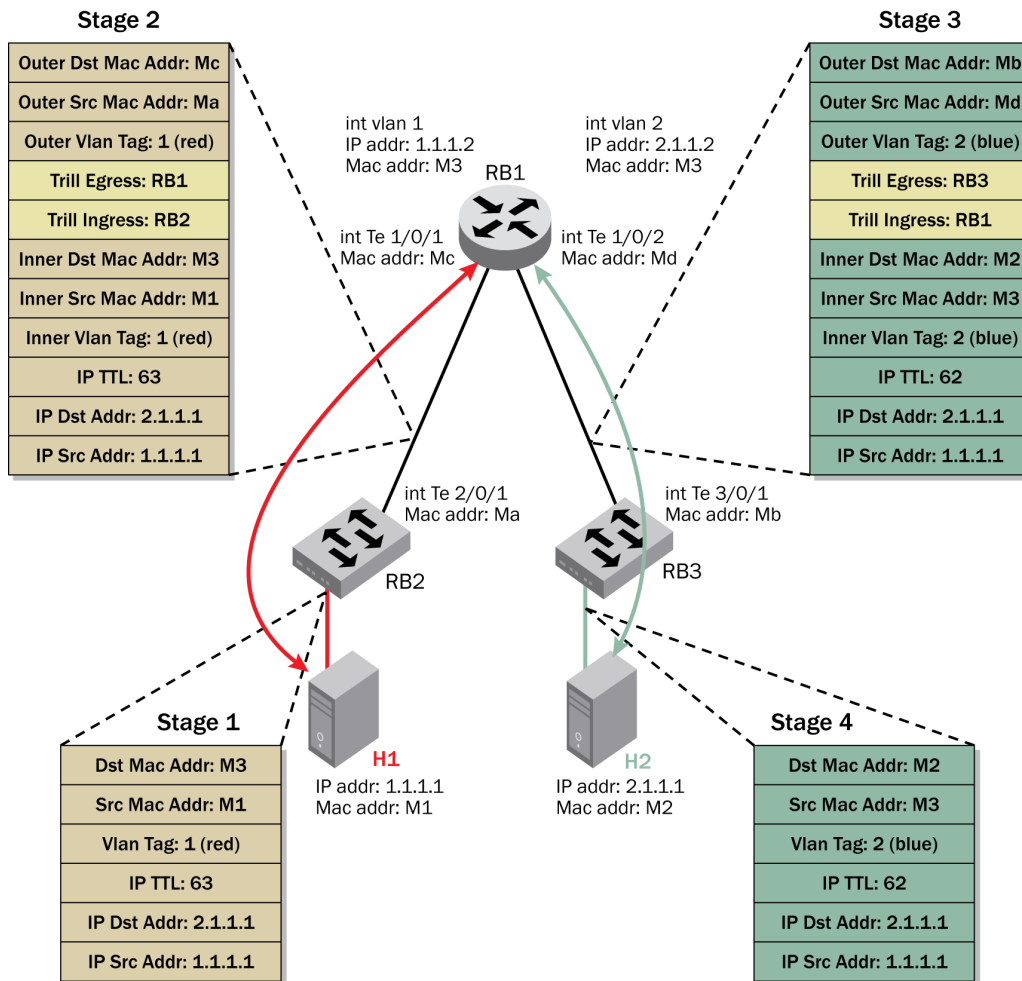 Stage 2
Outer Dst Mac Addr: Mc
Outer Src Mac Addr: Ma
Outer Vlan Tag: 1 (red)
Trill Egress: RB1
Trill Ingress: RB2
Inner Dst Mac Addr: M3
Inner Src Mac Addr: M1
Inner Vlan Tag: 1 (red)
IP TTL: 63
IP Dst Addr: 2.1.1.1
IP Src Addr: 1.1.1.1
int vlan 1
IP addr: 1.1.1.2
Mac addr: M3
int vlan 2
IP addr: 2.1.1.2
Mac addr: M3
RB1
int Te 1/0/1
Mac addr: Mc
int Te 1/0/2
Mac addr: Md
Stage 3
Outer Dst Mac Addr: Mb
Outer Src Mac Addr: Md
Outer Vlan Tag: 2 (blue)
Trill Egress: RB3
Trill Ingress: RB1
Inner Dst Mac Addr: M2
Inner Src Mac Addr: M3
Inner Vlan Tag: 2 (blue)
IP TTL: 62
IP Dst Addr: 2.1.1.1
IP Src Addr: 1.1.1.1
int Te 2/0/1
Mac addr: Ma
RB2
int Te 3/0/1
Mac addr: Mb
RB3
Stage 1
Dst Mac Addr: M3
Src Mac Addr: M1
Vlan Tag: 1 (red)
IP TTL: 63
IP Dst Addr: 2.1.1.1
IP Src Addr: 1.1.1.1
H1
IP addr: 1.1.1.1
Mac addr: M1
H2
IP addr: 2.1.1.1
Mac addr: M2
Stage 4
Dst Mac Addr: M2
Src Mac Addr: M3
Vlan Tag: 2 (blue)
IP TTL: 62
IP Dst Addr: 2.1.1.1
IP Src Addr: 1.1.1.1